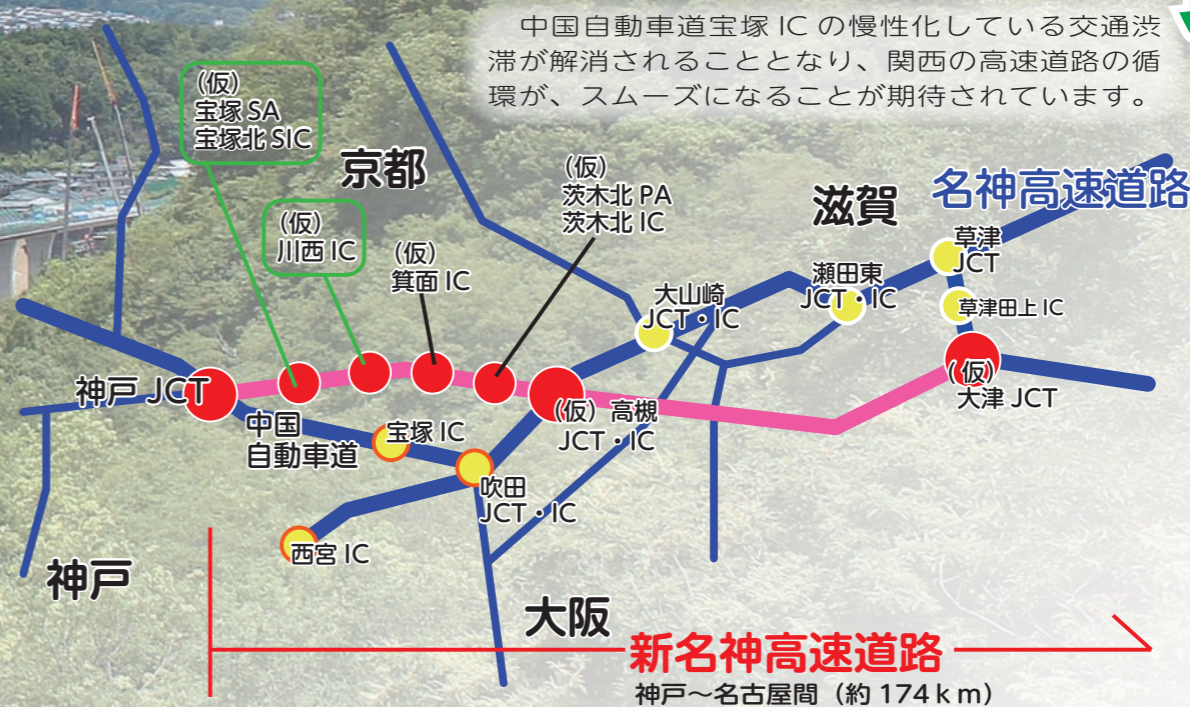 中国自動車道宝塚 IC の慢性化している交通渋
滞が解消されることとなり、関西の高速道路の循
環が、スムーズになることが期待されています。
(仮)
宝塚 SA
宝塚北 SIC
京都
(仮)
川西 IC
(仮)
箕面 IC
(仮)
茨木北 PA
茨木北 IC
滋賀
名神高速道路
草津
JCT
瀬田東
JCT・IC
草津田上 IC
大山崎
JCT・IC
(仮)
大津 JCT
神戸 JCT
中国
自動車道
宝塚 IC
(仮) 高槻
JCT・IC
吹田
JCT・IC
西宮 IC
神戸
大阪
新名神高速道路
神戸～名古屋間(約 174 k m)